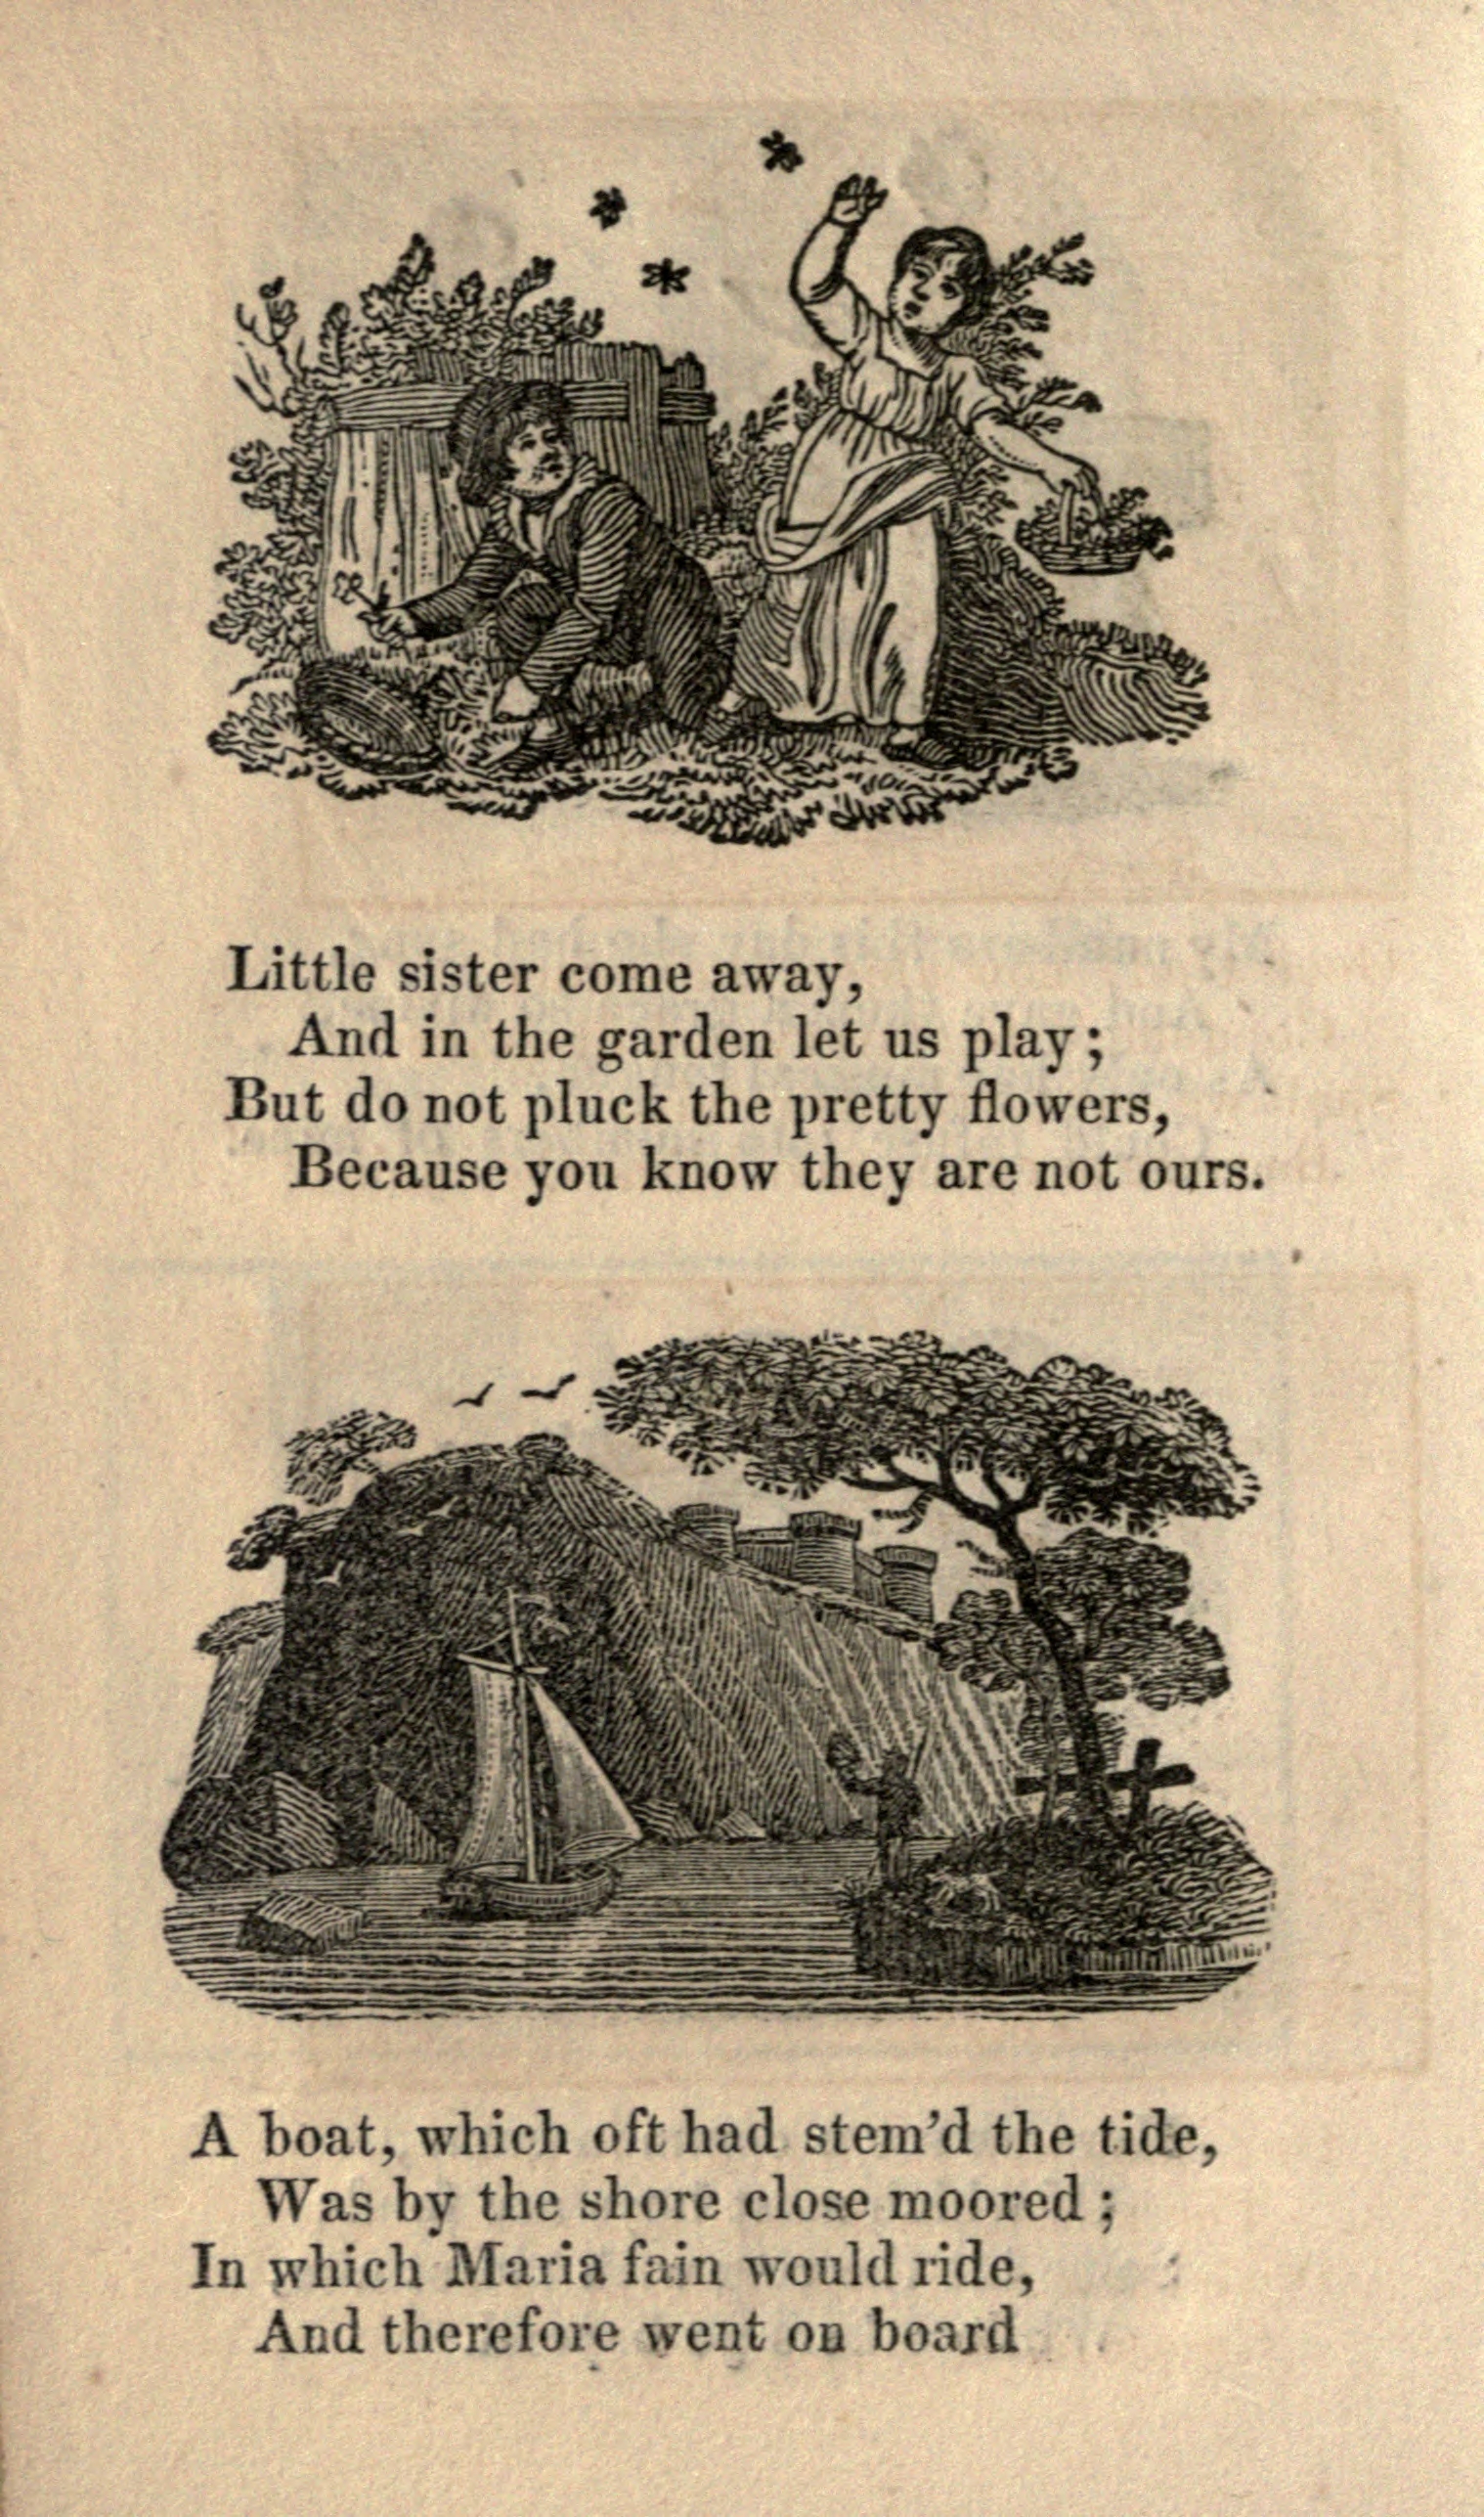 Little sister come away,
And in the garden let us play;
But do not pluck the pretty flowers,
Because you know they are not ours.
A boat, which oft had stem'd the tide,
Was by the shore close moored;
In which Maria fain would ride,
And therefore went on board